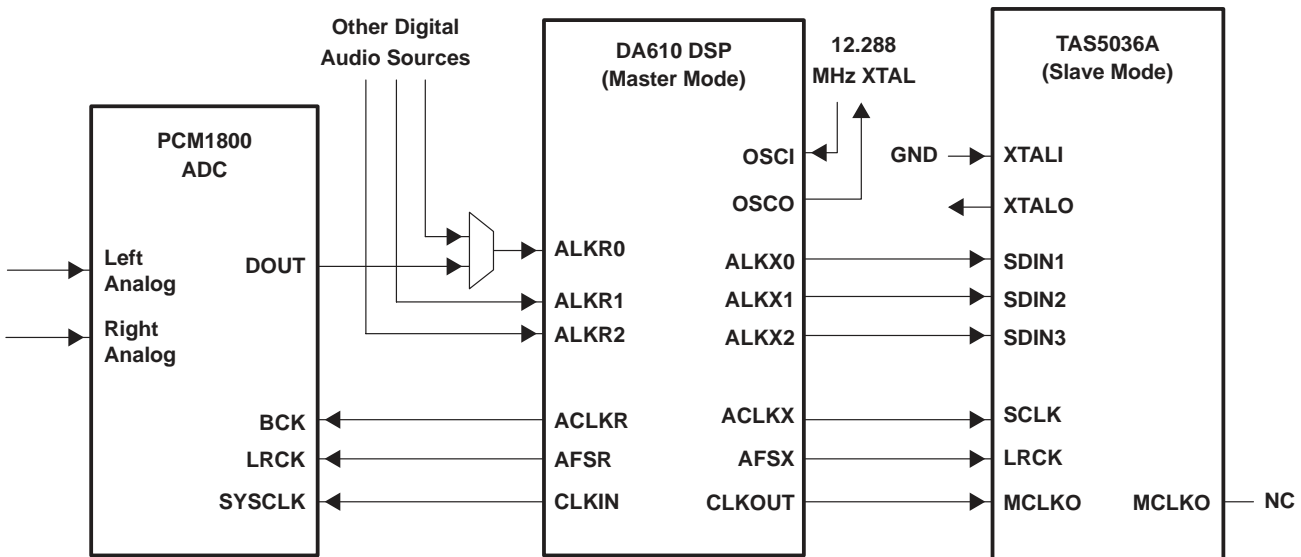 Other Digital
Audio Sources
PCM1800
ADC
Left
Analog
Right
Analog
DOUT
BCK
LRCK
SYSCLK
DA610 DSP
(Master Mode)
ALKR0
ALKR1
ALKR2
ACLKR
AFSR
CLKIN
OSCI
OSCO
ALKX0
ALKX1
ALKX2
ACLKX
AFSX
CLKOUT
12.288
MHz XTAL
GND
TAS5036A
(Slave Mode)
XTALI
XTALO
SDIN1
SDIN2
SDIN3
SCLK
LRCK
MCLKO
MCLKO
NC